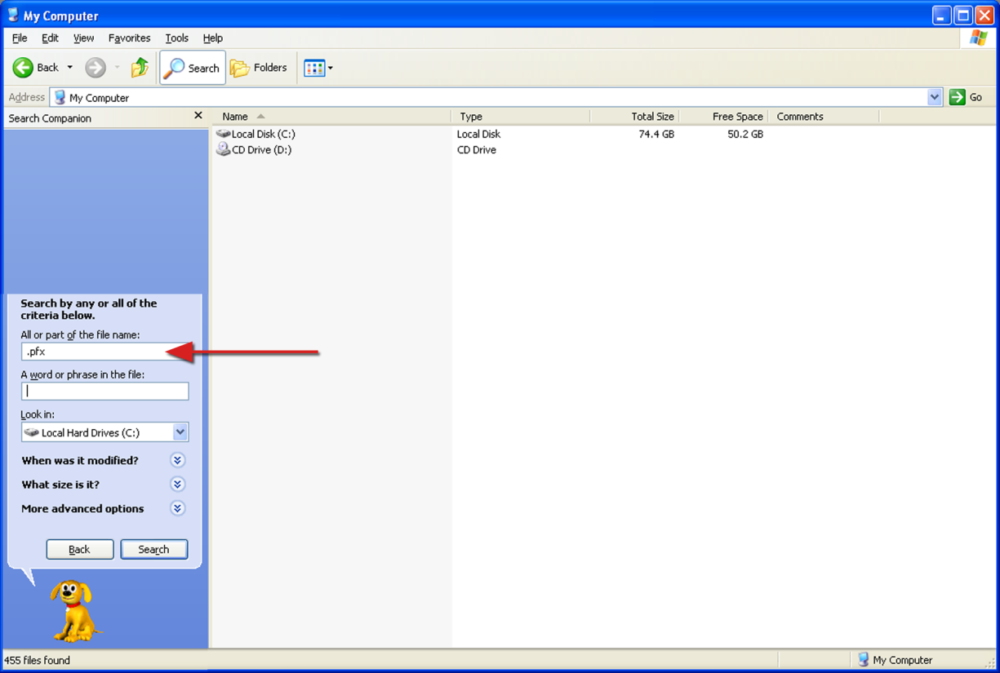 My Computer
File Edit View Favorites Tools Help
Back Search Folders
Address My Computer Go
Search Companion
Name Type Total Size Free Space Comments
Local Disk (C:) Local Disk 74.4 GB 50.2 GB
CD Drive (D:) CD Drive
Search by any or all of the
criteria below.
All or part of the file name:
.pfx
A word or phrase in the file:
Look in:
Local Hard Drives (C:)
When was it modified?
What size is it?
More advanced options
Back Search
455 files found My Computer